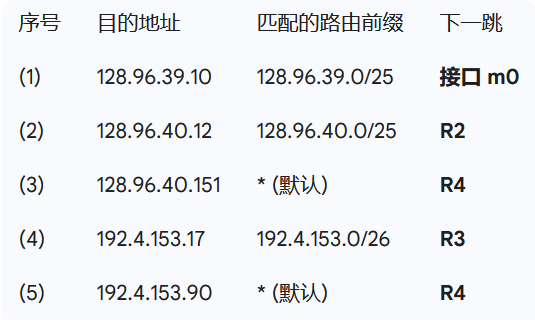 序号 目的地址 匹配的路由前缀 下一跳
(1) 128.96.39.10 128.96.39.0/25 接口 m0
(2) 128.96.40.12 128.96.40.0/25 R2
(3) 128.96.40.151 * (默认) R4
(4) 192.4.153.17 192.4.153.0/26 R3
(5) 192.4.153.90 * (默认) R4